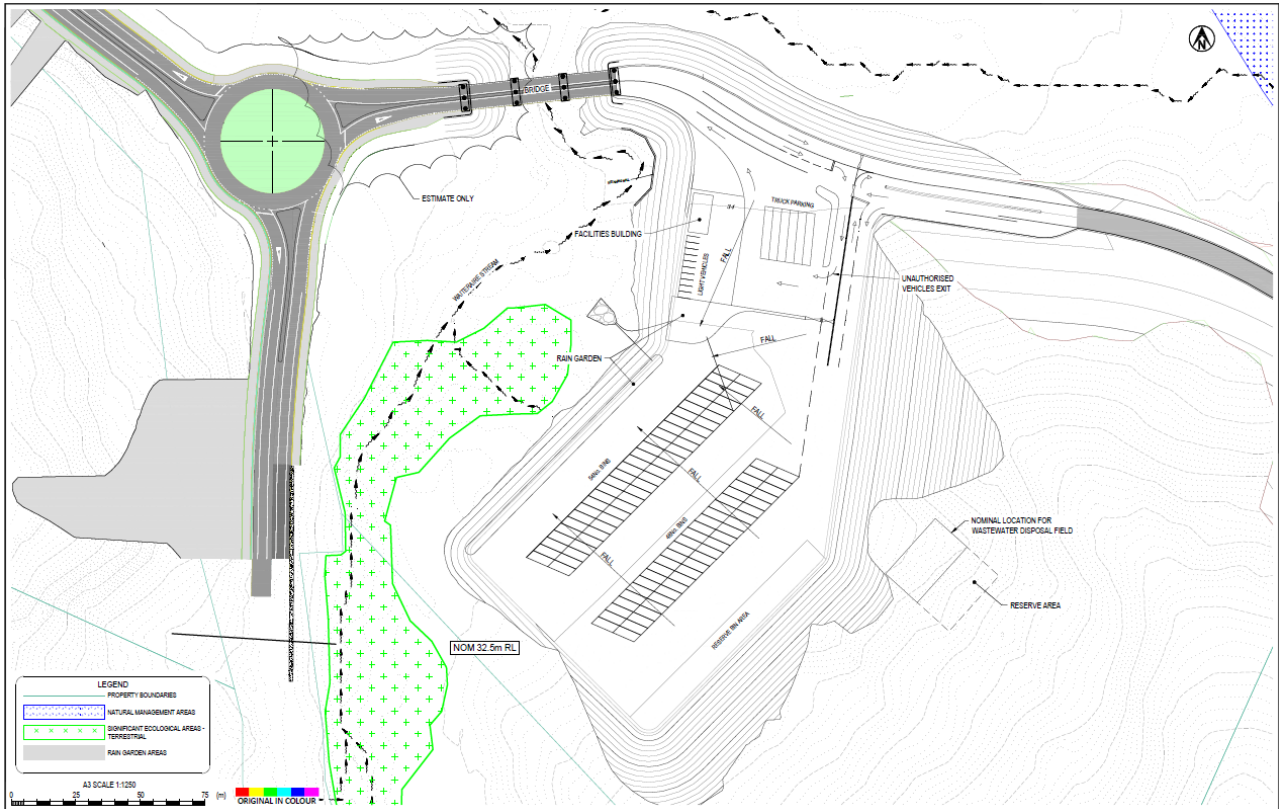 N
BRIDGE
ESTIMATE ONLY
TRUCK PARKING
FACILITIES BUILDING
LIGHT VEHICLES
FALL
UNAUTHORISED
VEHICLES EXIT
FALL
RAIN GARDEN
FALL
FALL
FALL
NOMINAL LOCATION FOR
WASTEWATER DISPOSAL FIELD
RESERVE AREA
RESERVE BIN AREA
NOM 32.5m RL
LEGEND
PROPERTY BOUNDARIES
NATURAL MANAGEMENT AREAS
SIGNIFICANT ECOLOGICAL AREAS -
TERRESTRIAL
RAIN GARDEN AREAS
A3 SCALE 1:1250
0 25 50 75 (m)
ORIGINAL IN COLOUR